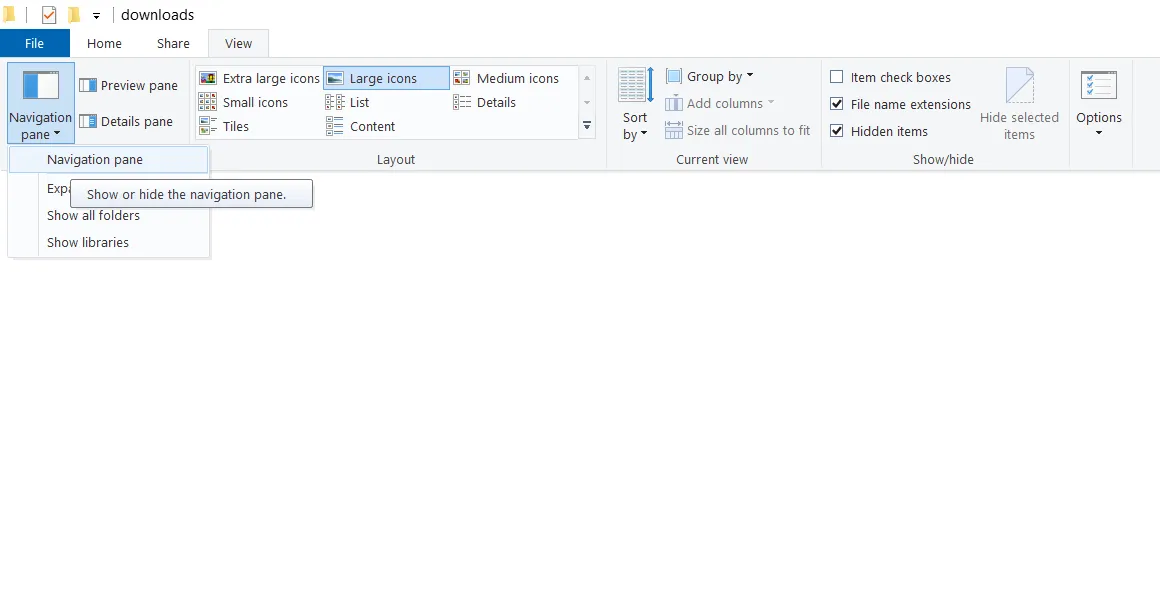 downloads
File Home Share View
Navigation pane
Preview pane
Details pane
Extra large icons Large icons Medium icons
Small icons List Details
Tiles Content
Layout
Sort by
Group by
Add columns
Size all columns to fit
Current view
Item check boxes
File name extensions
Hidden items
Hide selected items
Show/hide
Options
Navigation pane
Show or hide the navigation pane.
Show all folders
Show libraries